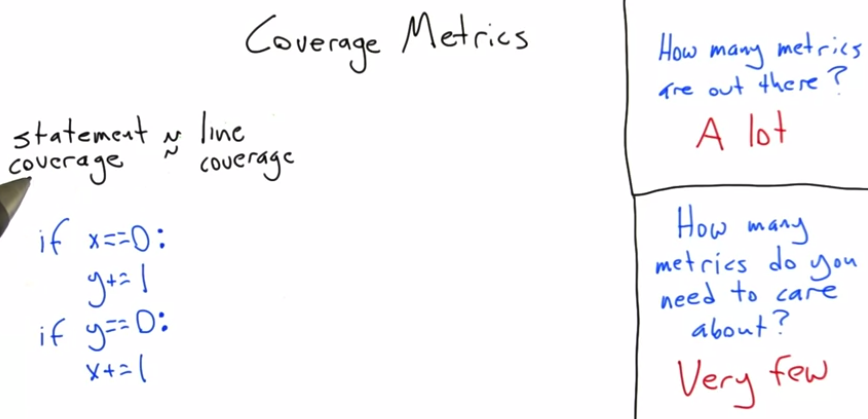 Coverage Metrics
statement ≈ line
coverage coverage
if x==0:
y+=1
if y==0:
x+=1
How many metrics
are out there?
A lot
How many
metrics do you
need to care
about?
Very few